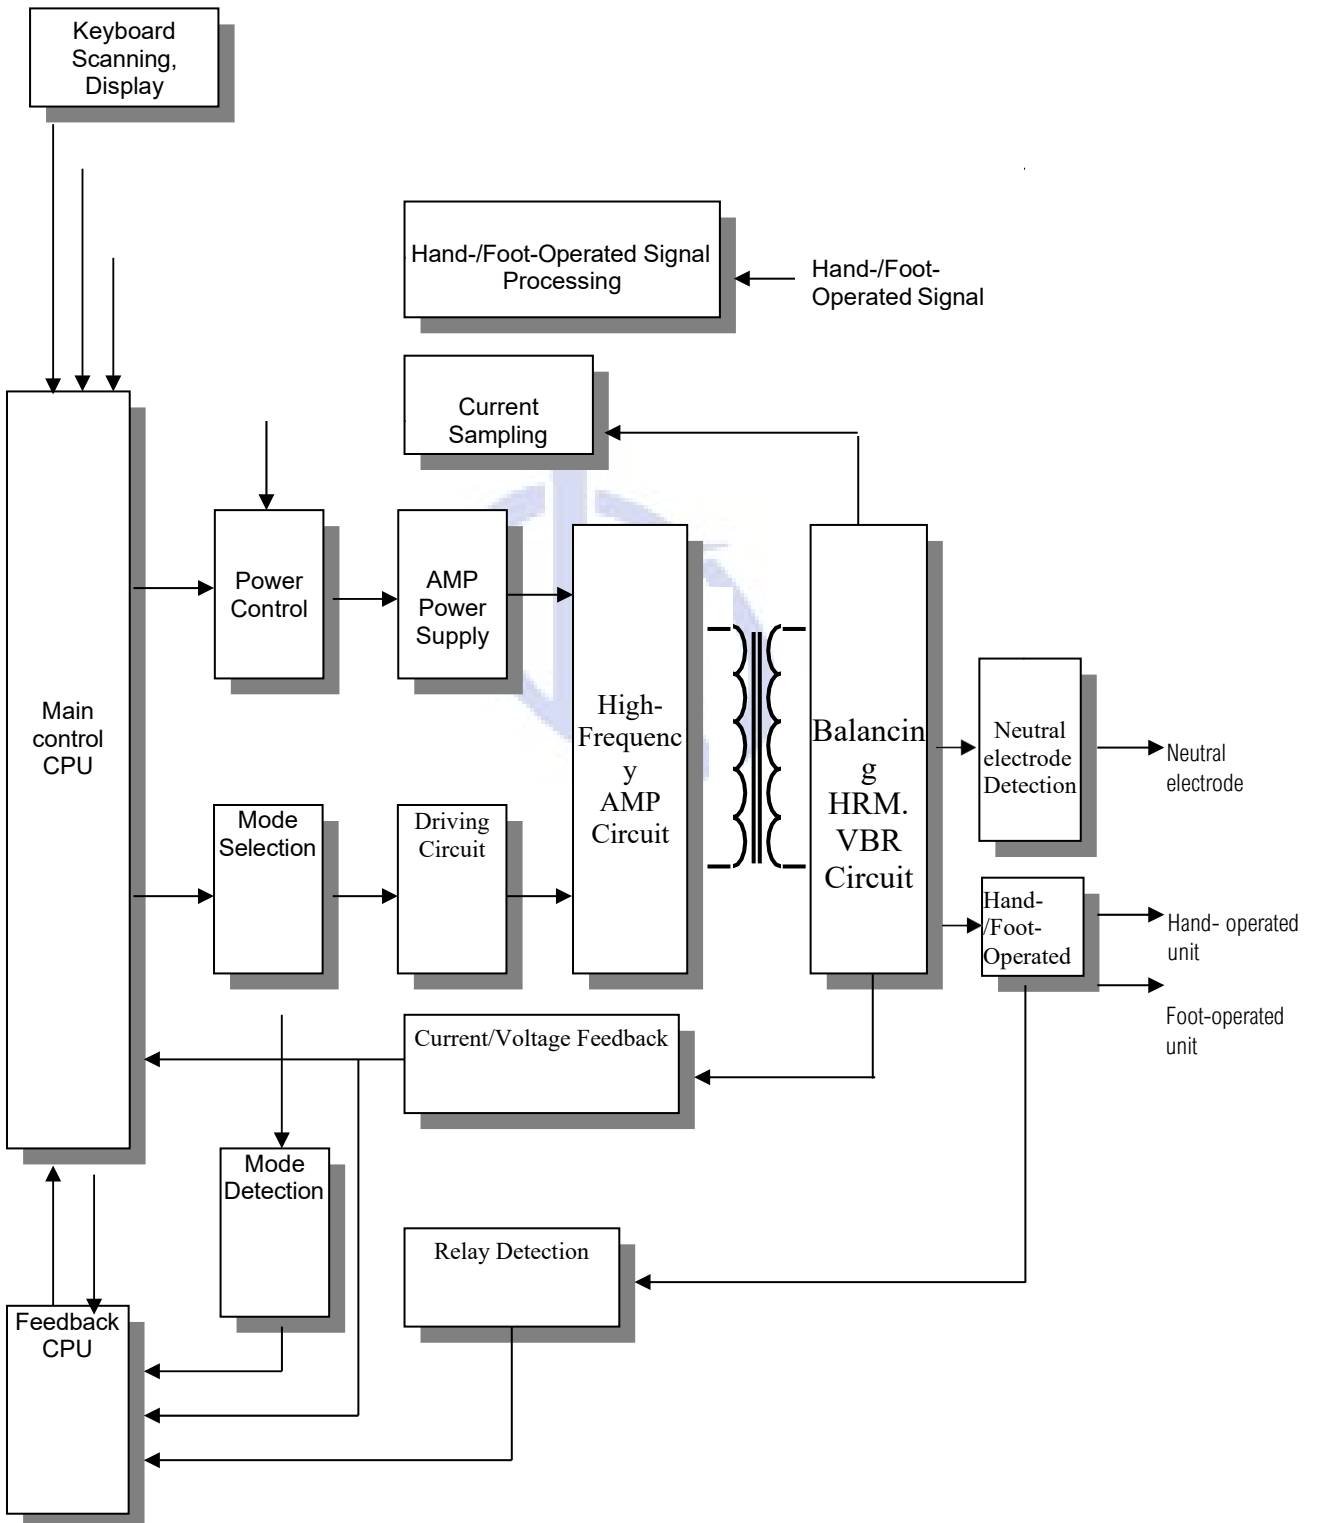 Keyboard
Scanning,
Display
Hand-/Foot-Operated Signal
Processing
Hand-/Foot-
Operated Signal
Current
Sampling
Power
Control
AMP
Power
Supply
High-
Frequenc
y
AMP
Circuit
Balancin
g
HRM.
VBR
Circuit
Main
control
CPU
Neutral
electrode
Detection
Neutral
electrode
Mode
Selection
Driving
Circuit
Hand-
/Foot-
Operated
Hand- operated
unit
Foot-operated
unit
Current/Voltage Feedback
Mode
Detection
Relay Detection
Feedback
CPU